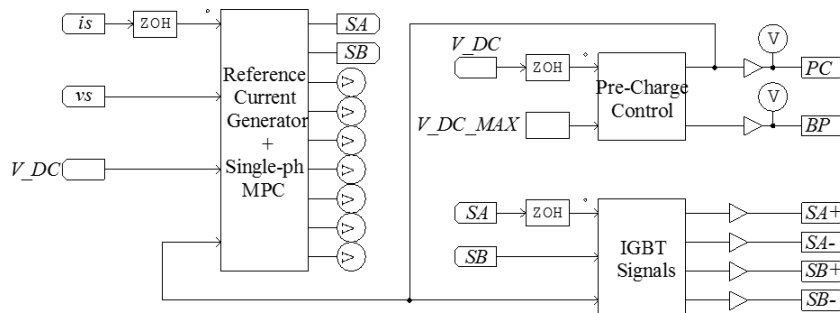 is
ZOH
vs
V_DC
Reference
Current
Generator
+
Single-ph
MPC
SA
SB
V
V
V
V
V
V
V
V_DC
ZOH
V_DC_MAX
Pre-Charge
Control
V
PC
V
BP
SA
ZOH
SB
IGBT
Signals
SA+
SA-
SB+
SB-